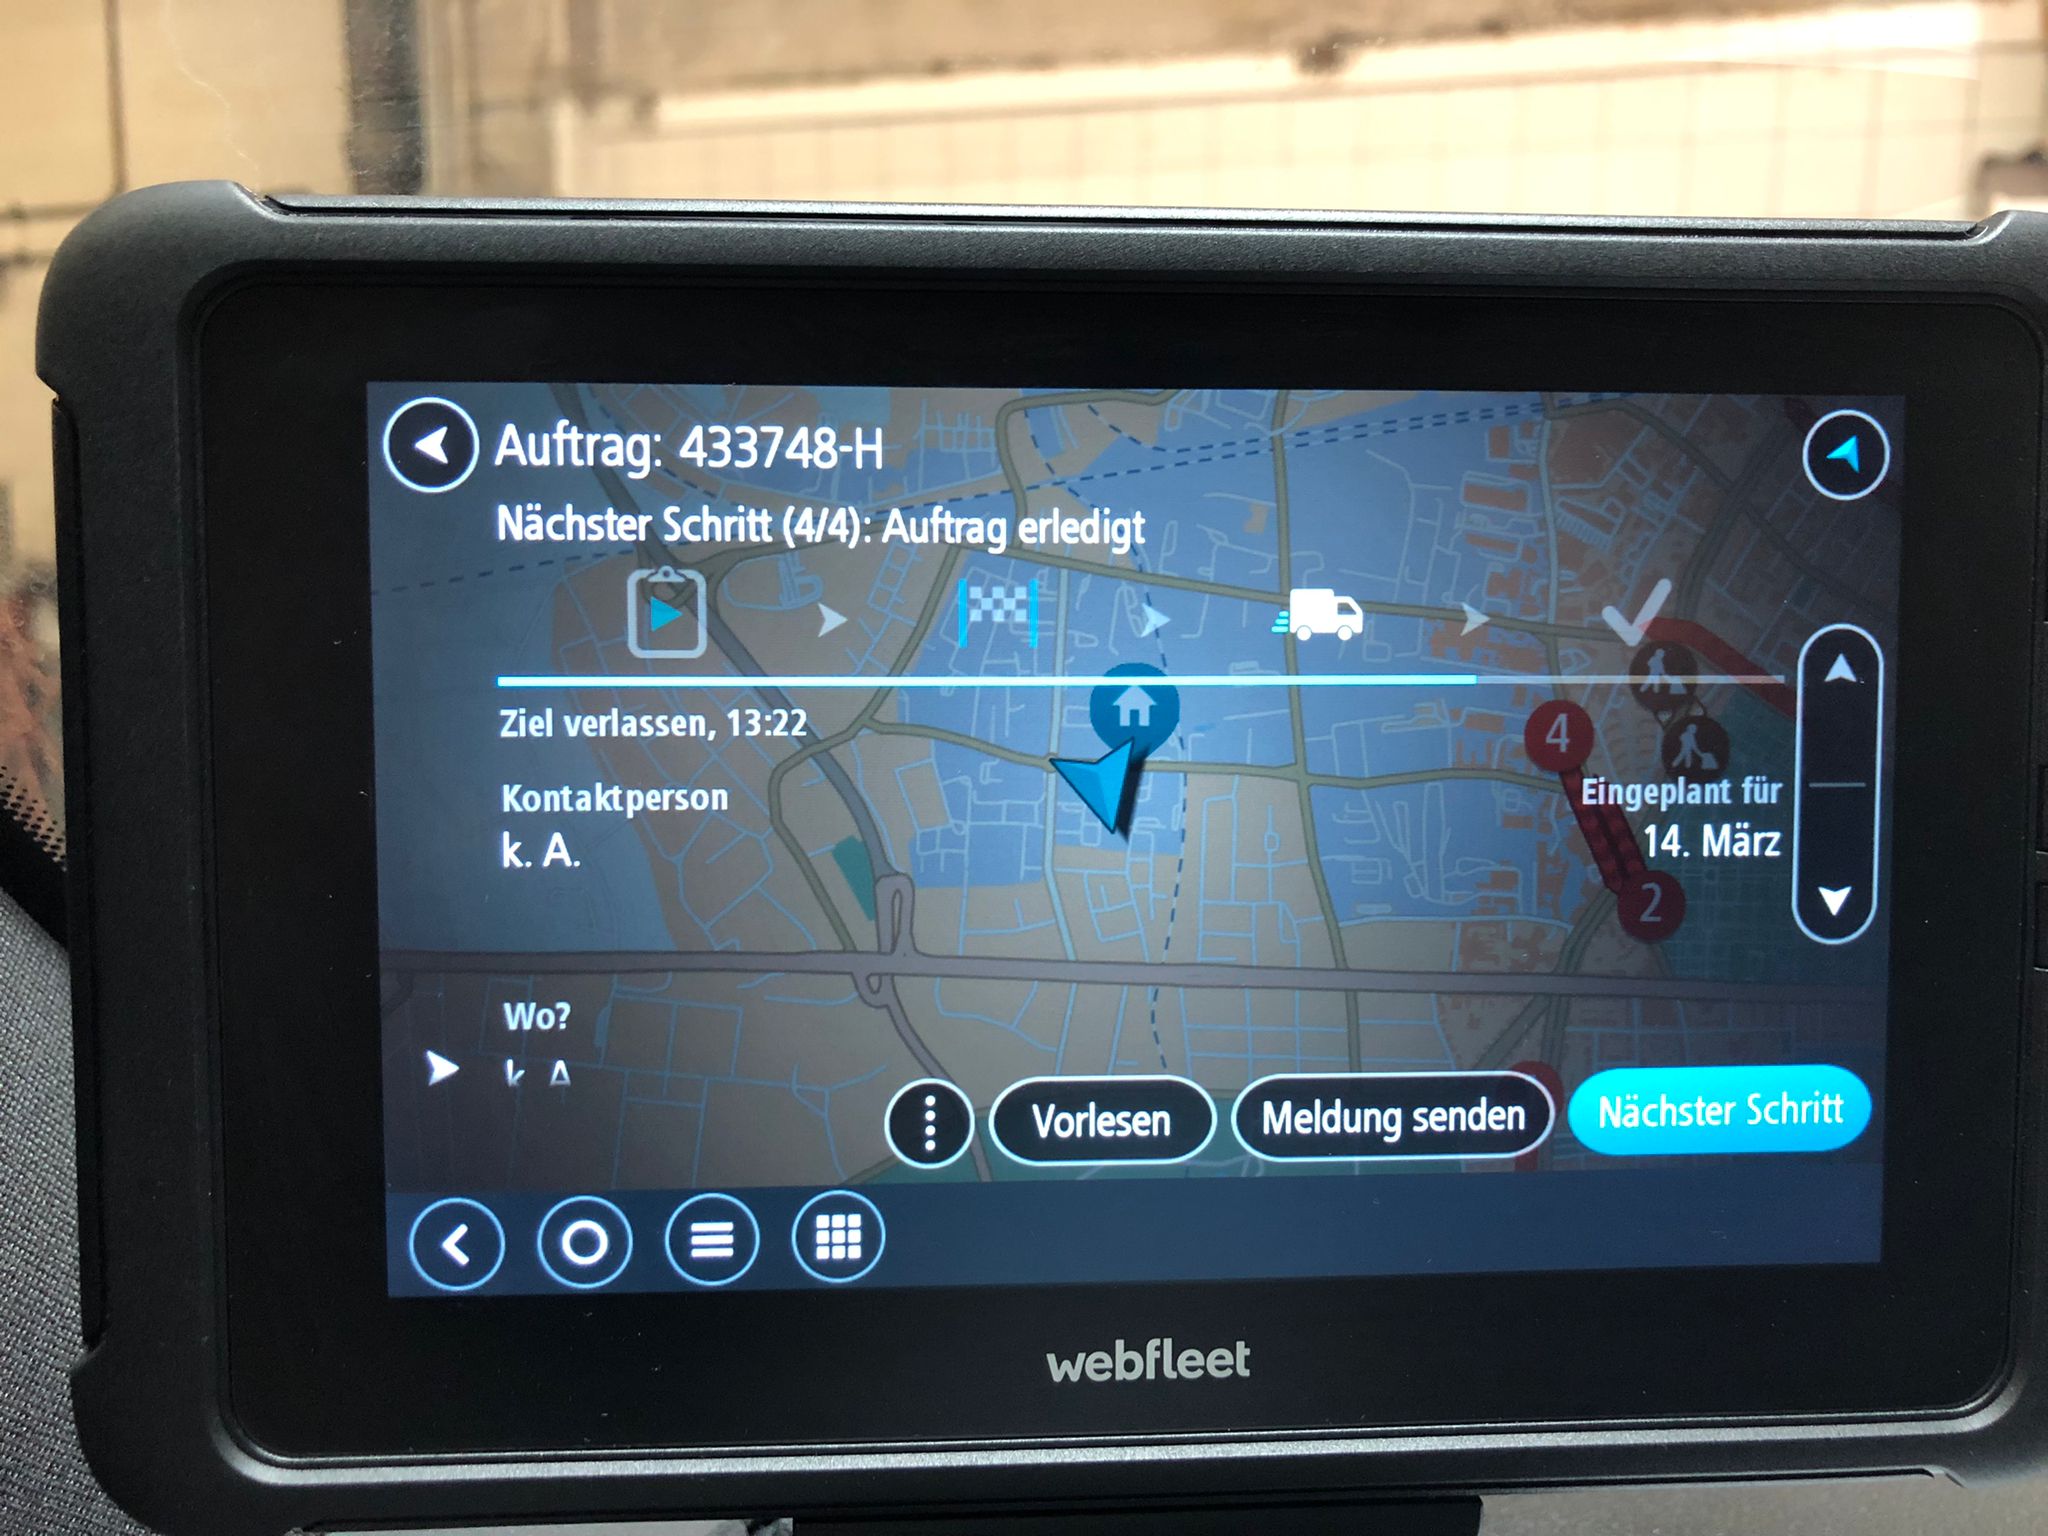 Auftrag: 433748-H
Nächster Schritt (4/4): Auftrag erledigt
Ziel verlassen, 13:22
Kontaktperson
k. A.
4
Eingeplant für
14. März
2
Wo?
k. A
Vorlesen
Meldung senden
Nächster Schritt
webfleet